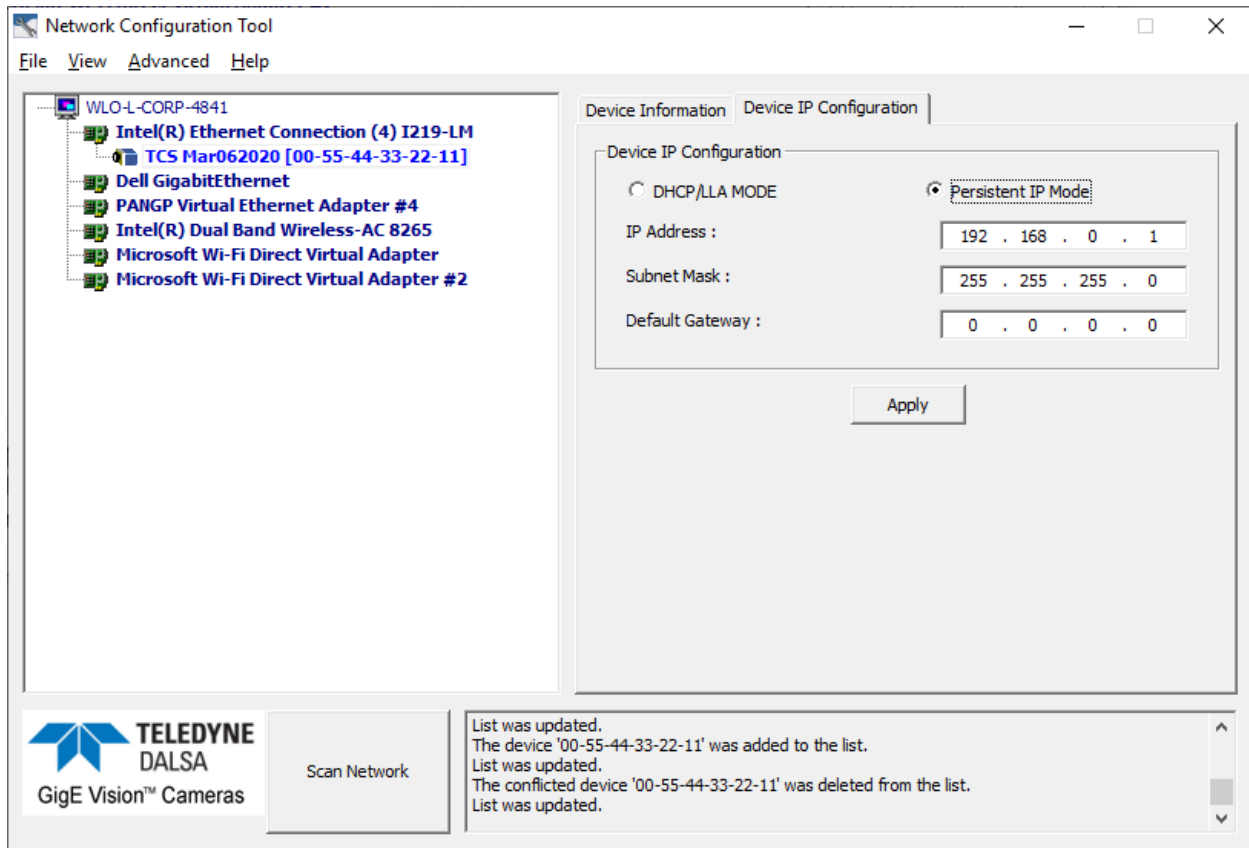 Network Configuration Tool
File View Advanced Help
WLO-L-CORP-4841
Intel(R) Ethernet Connection (4) I219-LM
TCS Mar062020 [00-55-44-33-22-11]
Dell GigabitEthernet
PANGP Virtual Ethernet Adapter #4
Intel(R) Dual Band Wireless-AC 8265
Microsoft Wi-Fi Direct Virtual Adapter
Microsoft Wi-Fi Direct Virtual Adapter #2
Device Information Device IP Configuration
Device IP Configuration
DHCP/LLA MODE Persistent IP Mode
IP Address : 192 . 168 . 0 . 1
Subnet Mask : 255 . 255 . 255 . 0
Default Gateway : 0 . 0 . 0 . 0
Apply
TELEDYNE
DALSA
GigE Vision™ Cameras
Scan Network
List was updated.
The device '00-55-44-33-22-11' was added to the list.
List was updated.
The conflicted device '00-55-44-33-22-11' was deleted from the list.
List was updated.